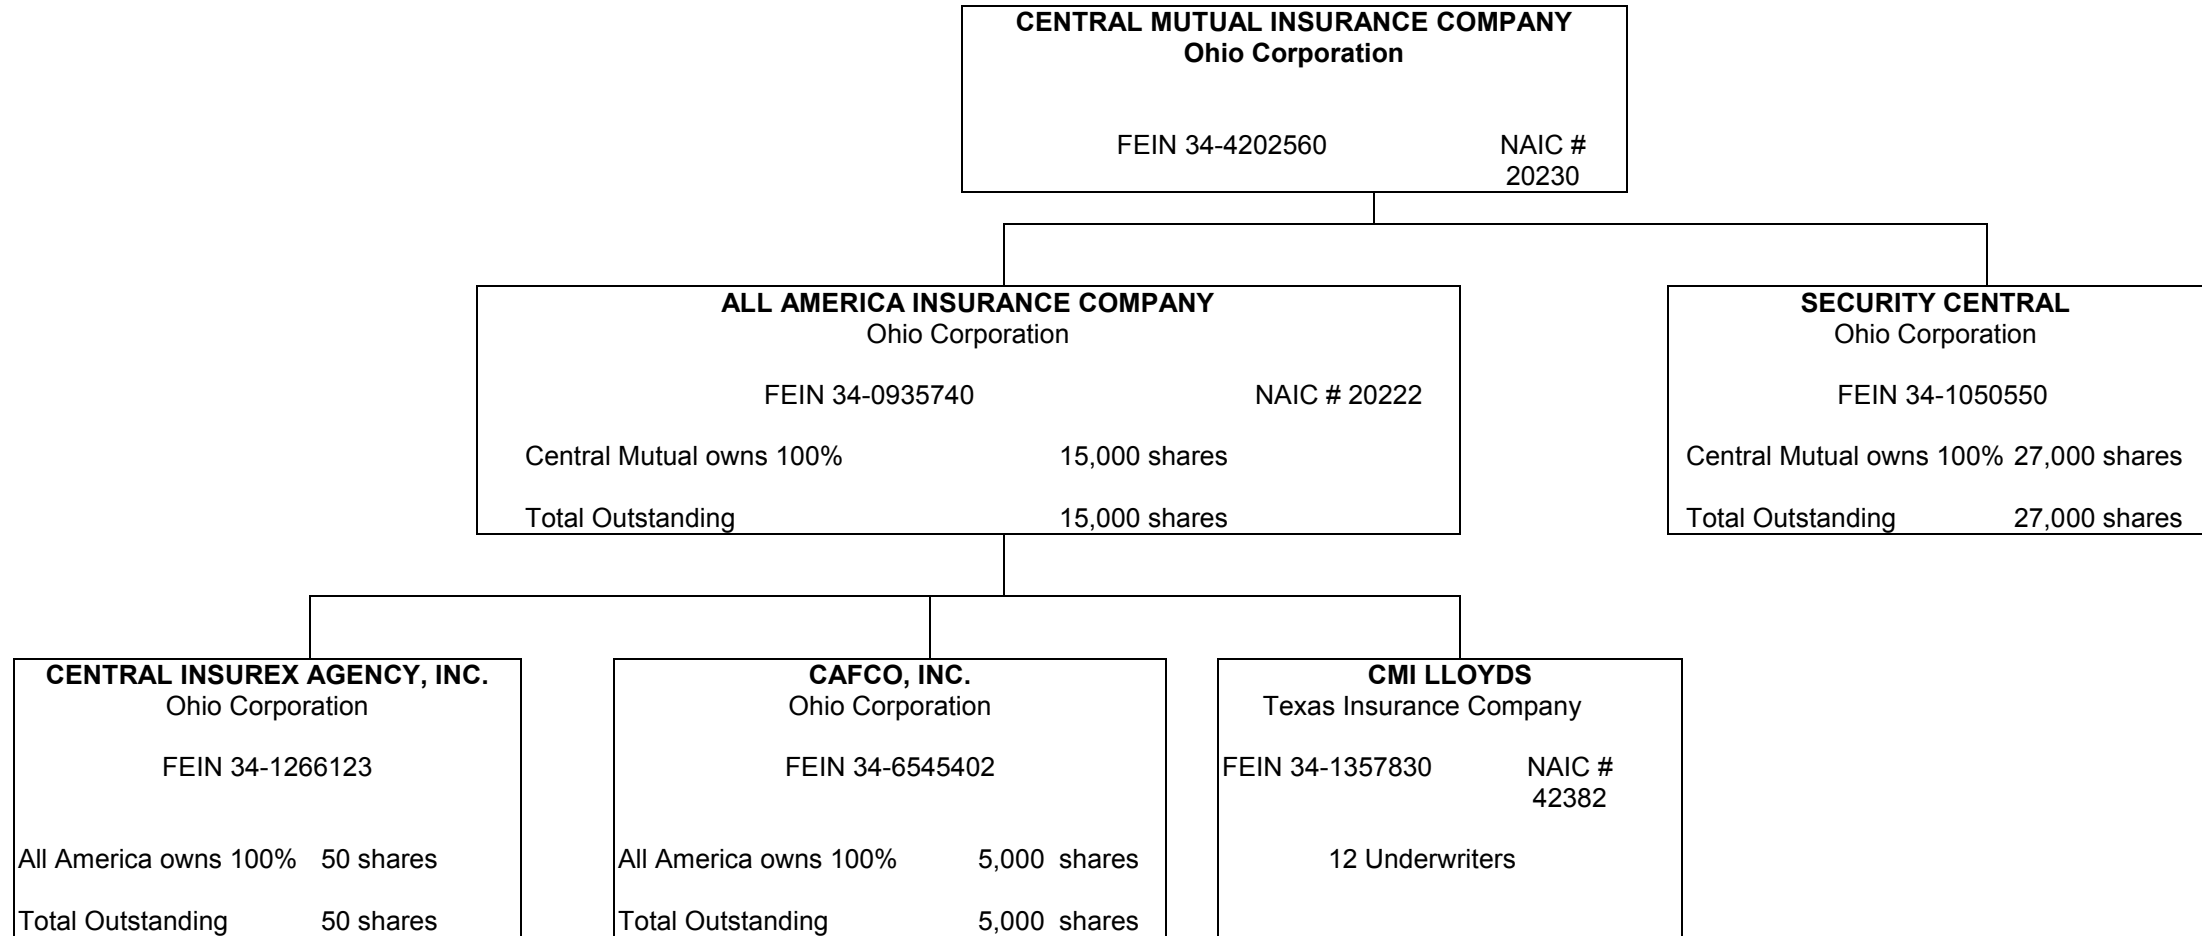 CENTRAL MUTUAL INSURANCE COMPANY
Ohio Corporation
FEIN 34-4202560 NAIC #
20230
ALL AMERICA INSURANCE COMPANY
Ohio Corporation
FEIN 34-0935740 NAIC # 20222
Central Mutual owns 100% 15,000 shares
Total Outstanding 15,000 shares
SECURITY CENTRAL
Ohio Corporation
FEIN 34-1050550
Central Mutual owns 100% 27,000 shares
Total Outstanding 27,000 shares
CENTRAL INSUREX AGENCY, INC.
Ohio Corporation
FEIN 34-1266123
All America owns 100% 50 shares
Total Outstanding 50 shares
CAFCO, INC.
Ohio Corporation
FEIN 34-6545402
All America owns 100% 5,000 shares
Total Outstanding 5,000 shares
CMI LLOYDS
Texas Insurance Company
FEIN 34-1357830 NAIC #
42382
12 Underwriters